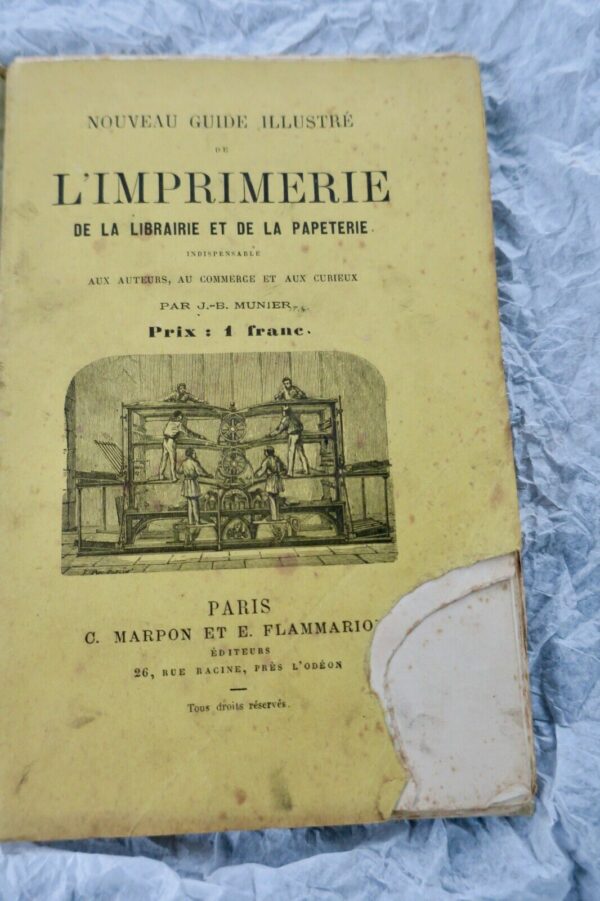 NOUVEAU GUIDE ILLUSTRÉ
DE
L'IMPRIMERIE
DE LA LIBRAIRIE ET DE LA PAPETERIE.
INDISPENSABLE
AUX AUTEURS, AU COMMERCE ET AUX CURIEUX
PAR J.-B. MUNIER
Prix : 1 franc.
PARIS
C. MARPON ET E. FLAMMARIO
ÉDITEURS
26, RUE RACINE, PRÈS L'ODÉON
Tous droits réservés.